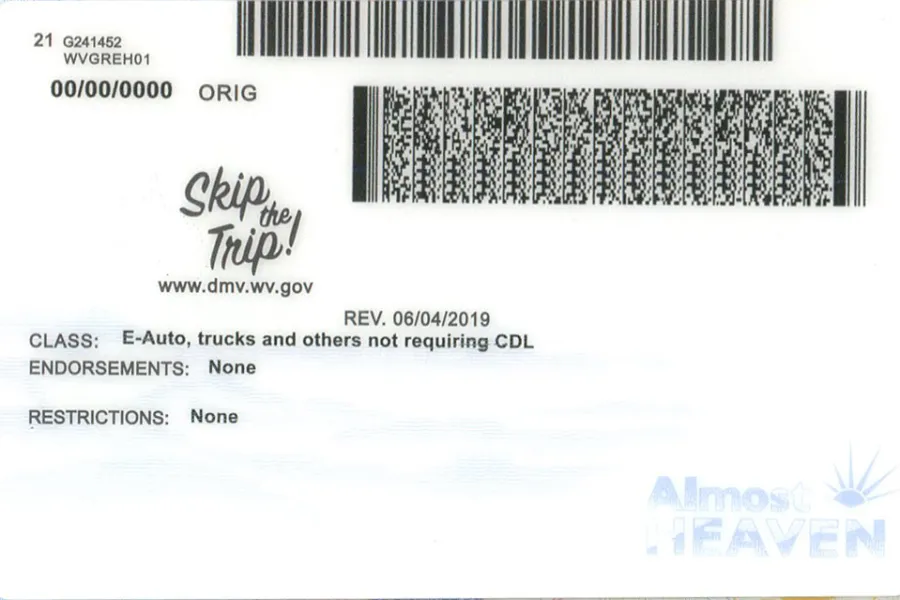 21 G241452
WVGREH01
00/00/0000 ORIG
Skip
the
Trip!
www.dmv.wv.gov
REV. 06/04/2019
CLASS: E-Auto, trucks and others not requiring CDL
ENDORSEMENTS: None
RESTRICTIONS: None
Almost
HEAVEN